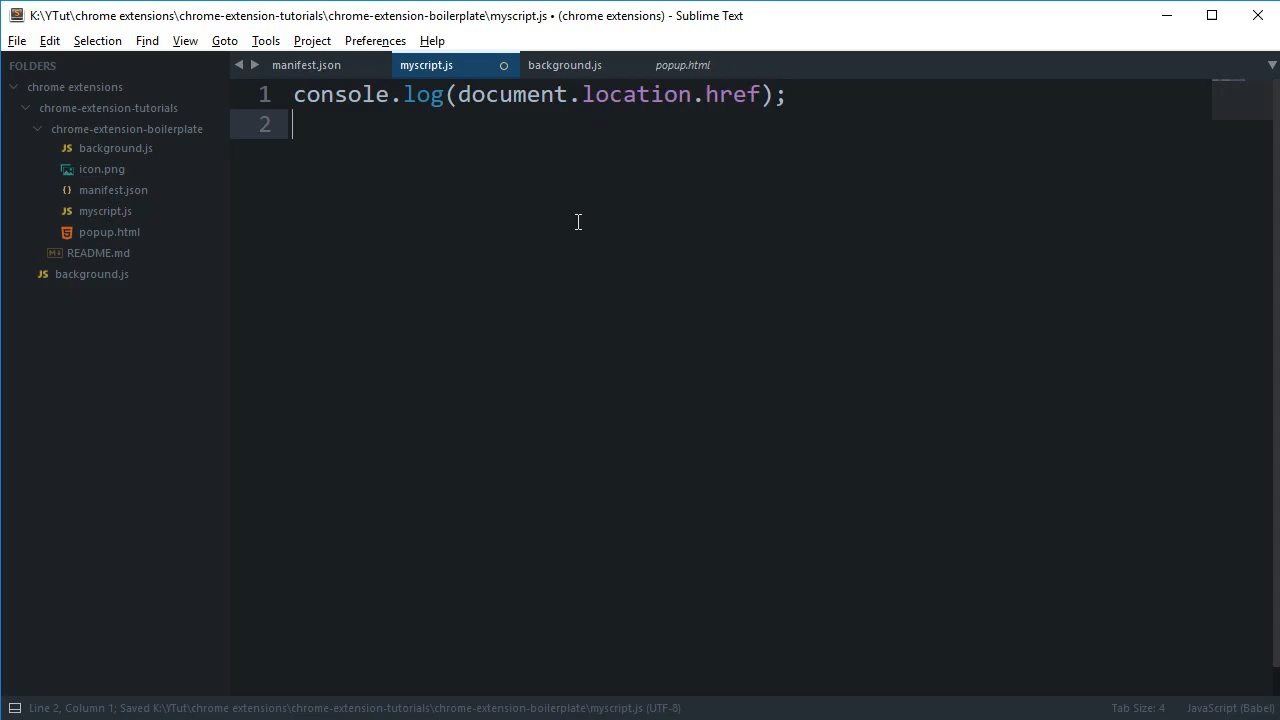 K:\YTut\chrome extensions\chrome-extension-tutorials\chrome-extension-boilerplate\myscript.js • (chrome extensions) - Sublime Text
File Edit Selection Find View Goto Tools Project Preferences Help
FOLDERS
chrome extensions
chrome-extension-tutorials
chrome-extension-boilerplate
JS background.js
icon.png
{} manifest.json
JS myscript.js
popup.html
README.md
JS background.js
manifest.json myscript.js background.js popup.html
1 console.log(document.location.href);
2
Line 2, Column 1; Saved K:\YTut\chrome extensions\chrome-extension-tutorials\chrome-extension-boilerplate\myscript.js (UTF-8) Tab Size: 4 JavaScript (Babel)